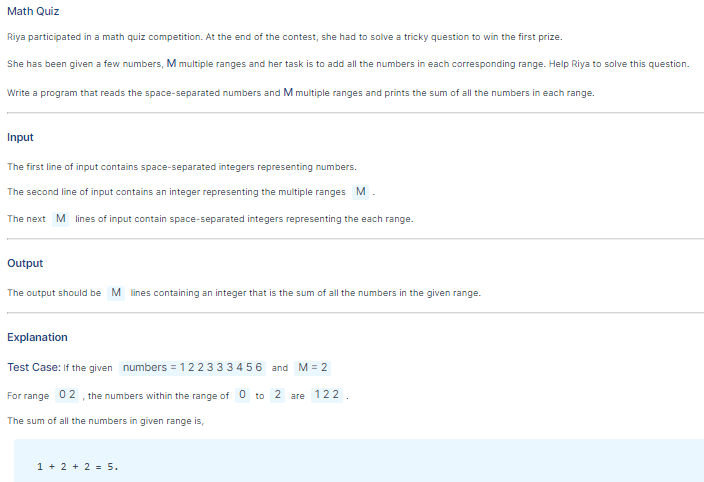 Math Quiz
Riya participated in a math quiz competition. At the end of the contest, she had to solve a tricky question to win the first prize.
She has been given a few numbers, M multiple ranges and her task is to add all the numbers in each corresponding range. Help Riya to solve this question.
Write a program that reads the space-separated numbers and M multiple ranges and prints the sum of all the numbers in each range.
Input
The first line of input contains space-separated integers representing numbers.
The second line of input contains an integer representing the multiple ranges M .
The next M lines of input contain space-separated integers representing the each range.
Output
The output should be M lines containing an integer that is the sum of all the numbers in the given range.
Explanation
Test Case: If the given numbers = 1 2 2 3 3 3 4 5 6 and M = 2
For range 0 2 , the numbers within the range of 0 to 2 are 1 2 2 .
The sum of all the numbers in given range is,
1 + 2 + 2 = 5.